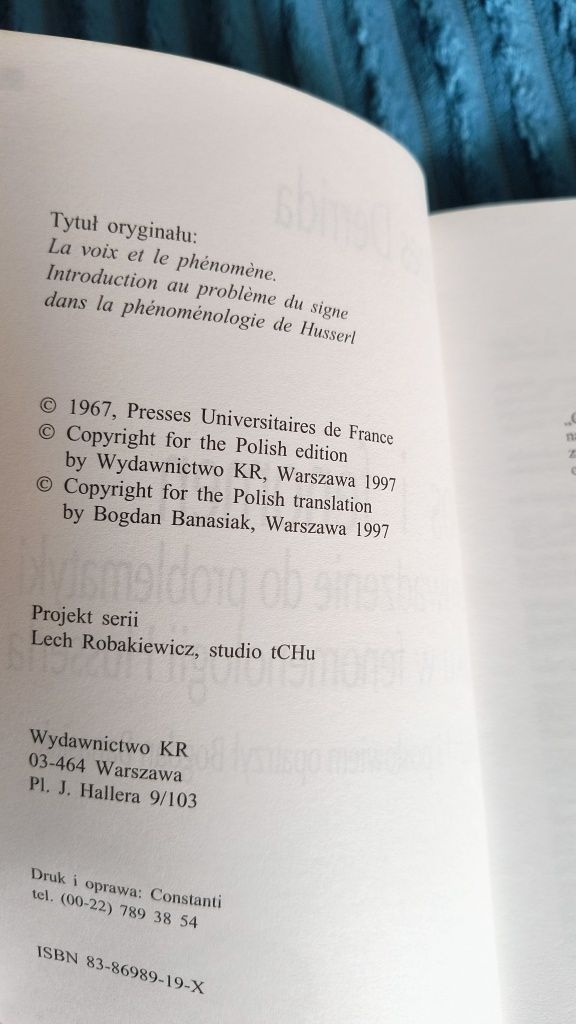 Tytuł oryginału:
La voix et le phénomène.
Introduction au problème du signe
dans la phénoménologie de Husserl
© 1967, Presses Universitaires de France
© Copyright for the Polish edition
by Wydawnictwo KR, Warszawa 1997
© Copyright for the Polish translation
by Bogdan Banasiak, Warszawa 1997
Projekt serii
Lech Robakiewicz, studio tCHu
Wydawnictwo KR
03-464 Warszawa
Pl. J. Hallera 9/103
Druk i oprawa: Constanti
tel. (00-22) 789 38 54
ISBN 83-86989-19-X